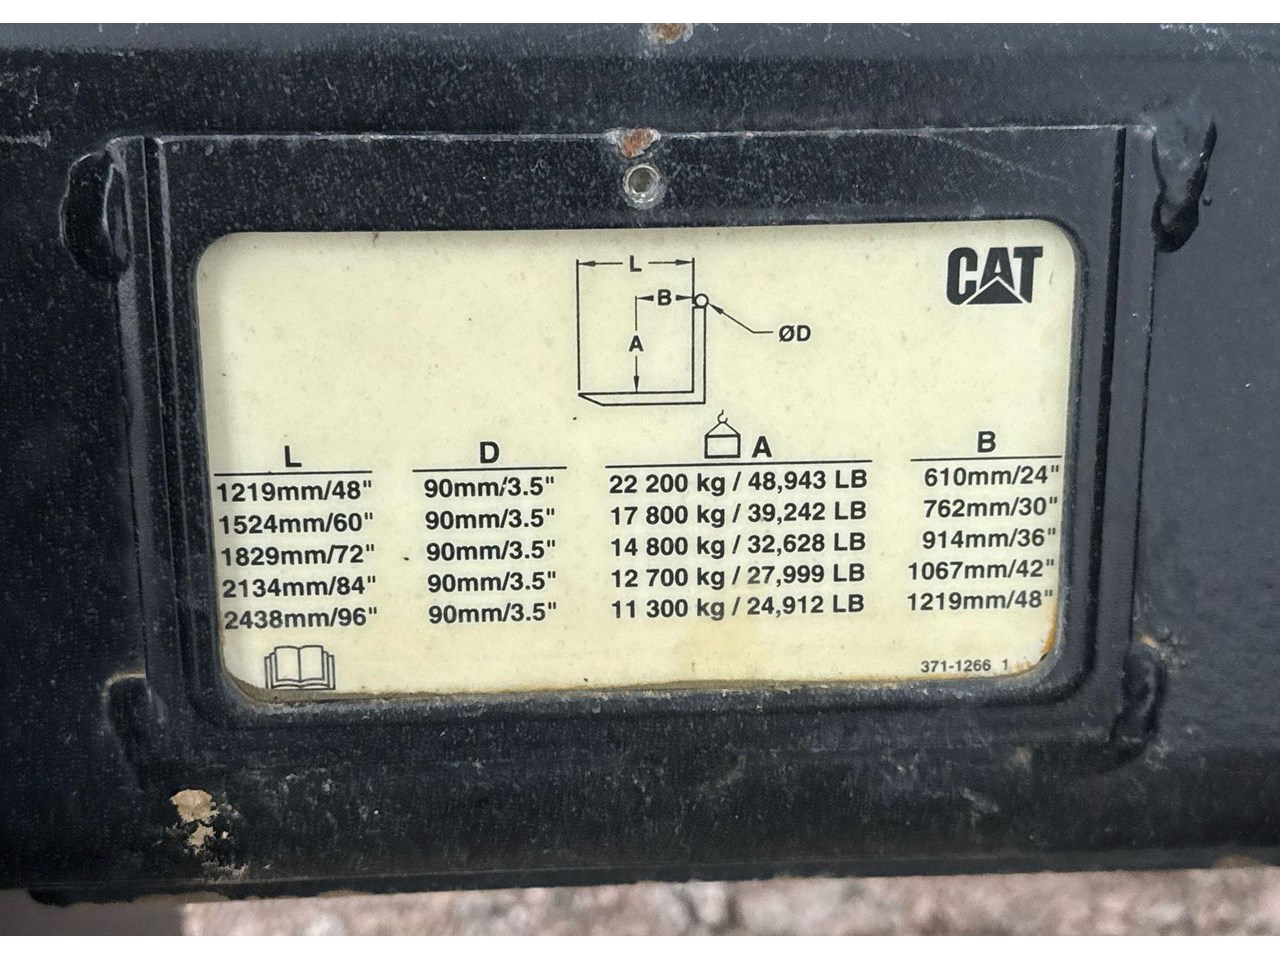 CAT
L
B
ØD
A
L D A B
1219mm/48" 90mm/3.5" 22 200 kg / 48,943 LB 610mm/24"
1524mm/60" 90mm/3.5" 17 800 kg / 39,242 LB 762mm/30"
1829mm/72" 90mm/3.5" 14 800 kg / 32,628 LB 914mm/36"
2134mm/84" 90mm/3.5" 12 700 kg / 27,999 LB 1067mm/42"
2438mm/96" 90mm/3.5" 11 300 kg / 24,912 LB 1219mm/48"
371-1266 1